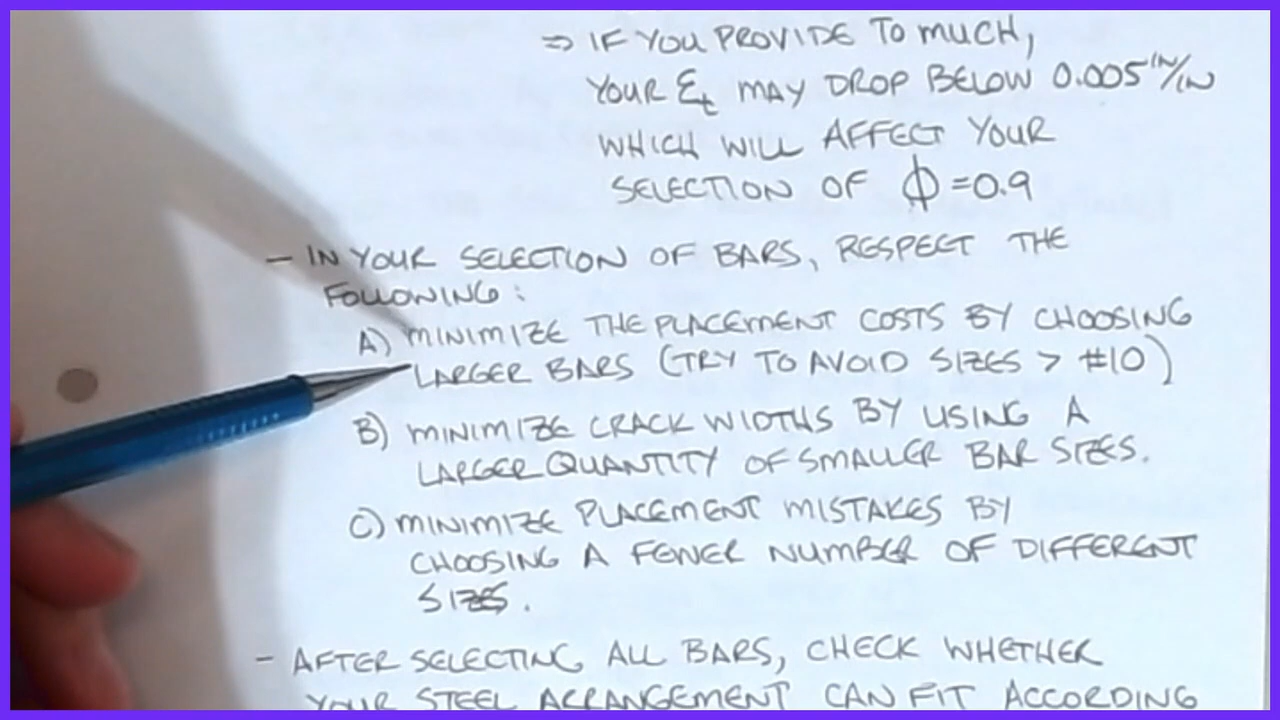 ⇒ IF YOU PROVIDE TO MUCH,
YOUR Ɛt MAY DROP BELOW 0.005 IN/IN
WHICH WILL AFFECT YOUR
SELECTION OF ϕ = 0.9
- IN YOUR SELECTION OF BARS, RESPECT THE
FOLLOWING:
A) MINIMIZE THE PLACEMENT COSTS BY CHOOSING
LARGER BARS (TRY TO AVOID SIZES > #10)
B) MINIMIZE CRACK WIDTHS BY USING A
LARGER QUANTITY OF SMALLER BAR SIZES.
C) MINIMIZE PLACEMENT MISTAKES BY
CHOOSING A FEWER NUMBER OF DIFFERENT
SIZES.
- AFTER SELECTING ALL BARS, CHECK WHETHER
YOUR STEEL ARRANGEMENT CAN FIT ACCORDING